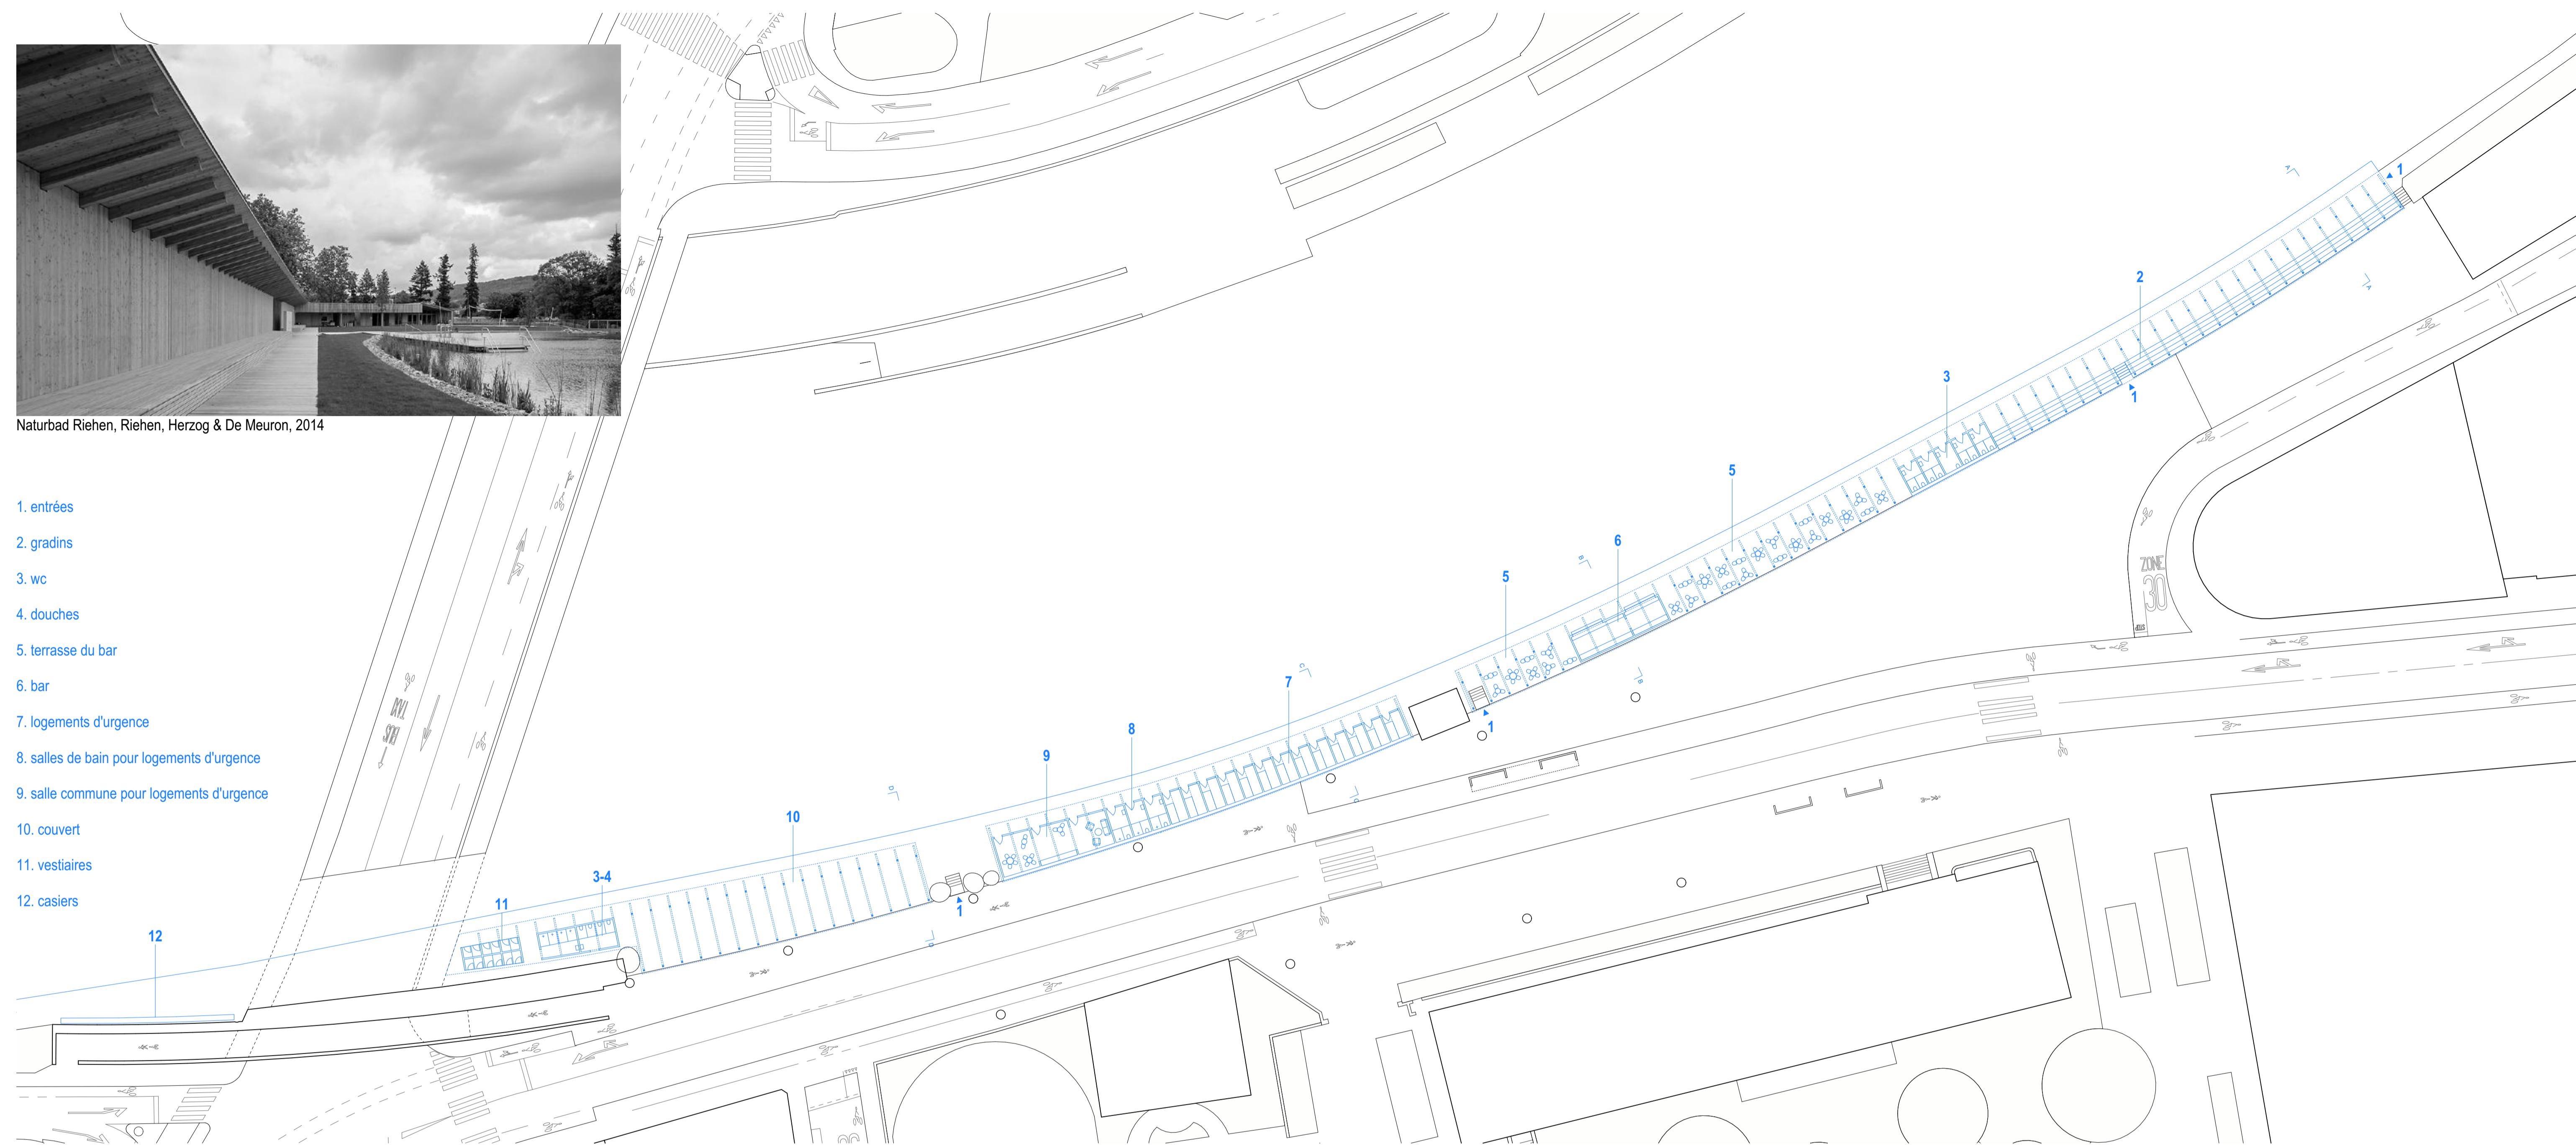 Naturbad Riehen, Riehen, Herzog & De Meuron, 2014
1. entrées
2. gradins
3. wc
4. douches
5. terrasse du bar
6. bar
7. logements d'urgence
8. salles de bain pour logements d'urgence
9. salle commune pour logements d'urgence
10. couvert
11. vestiaires
12. casiers
A
1
2
A
3
1
5
ZONE
30
6
B
5
C
B
7
1
TAXI
BUS
8
9
D
C
10
3-4
11
1
12
D